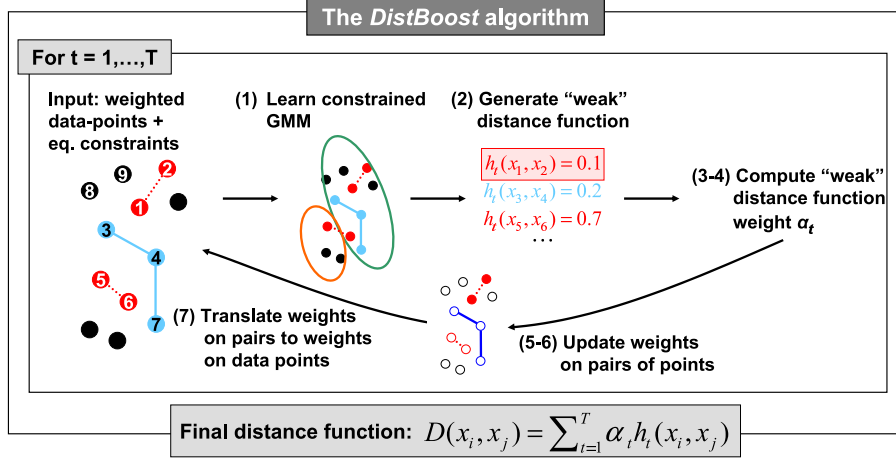 The DistBoost algorithm
For t = 1,…,T
Input: weighted
data-points +
eq. constraints
(1) Learn constrained
GMM
(2) Generate “weak”
distance function
2
9
8
1
3
4
5
6
7
h_t(x_1, x_2) = 0.1
h_t(x_3, x_4) = 0.2
h_t(x_5, x_6) = 0.7
…
(3-4) Compute “weak”
distance function
weight α_t
(7) Translate weights
on pairs to weights
on data points
(5-6) Update weights
on pairs of points
Final distance function: D(x_i, x_j) = ∑_{t=1}^{T} α_t h_t(x_i, x_j)